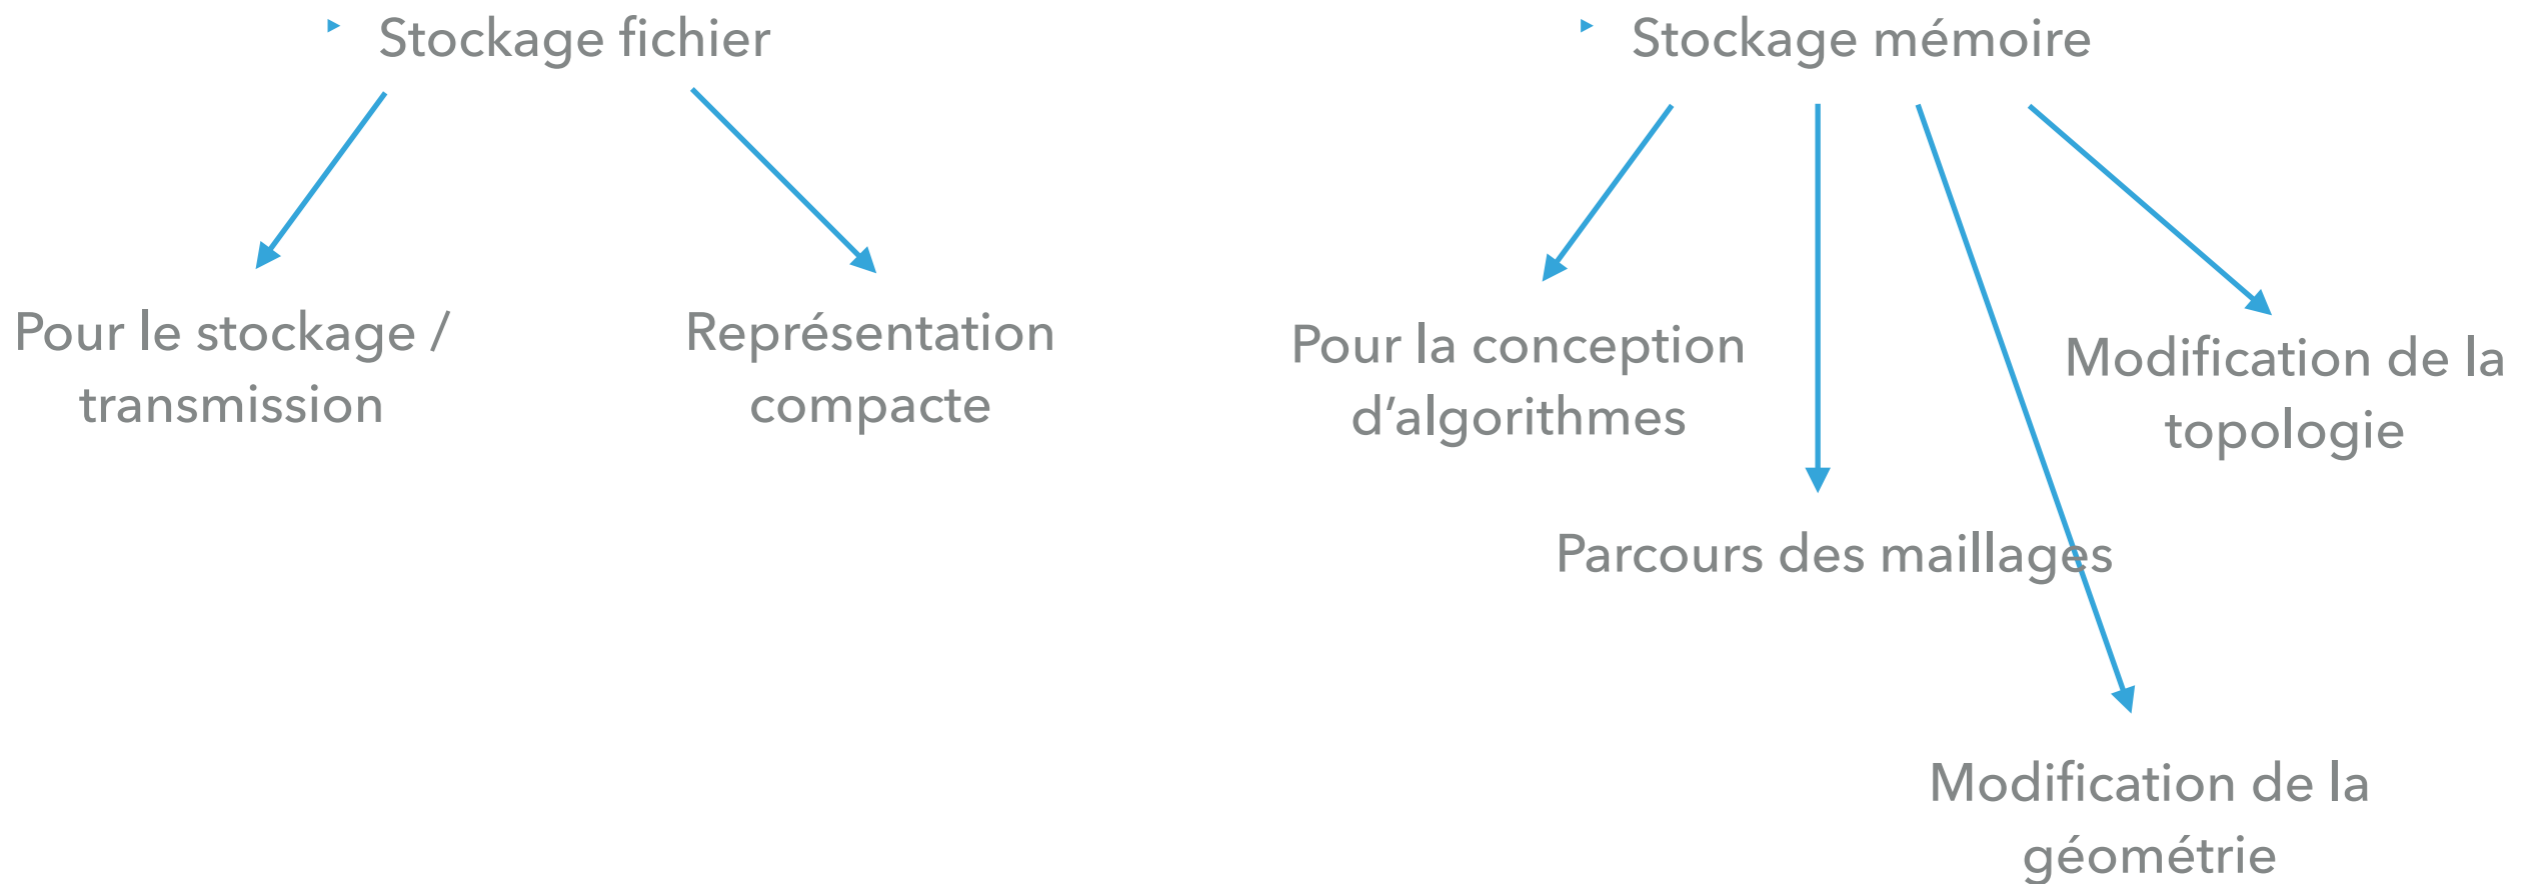 Stockage fichier
Pour le stockage /
transmission
Représentation
compacte
Stockage mémoire
Pour la conception
d’algorithmes
Parcours des maillages
Modification de la
géométrie
Modification de la
topologie